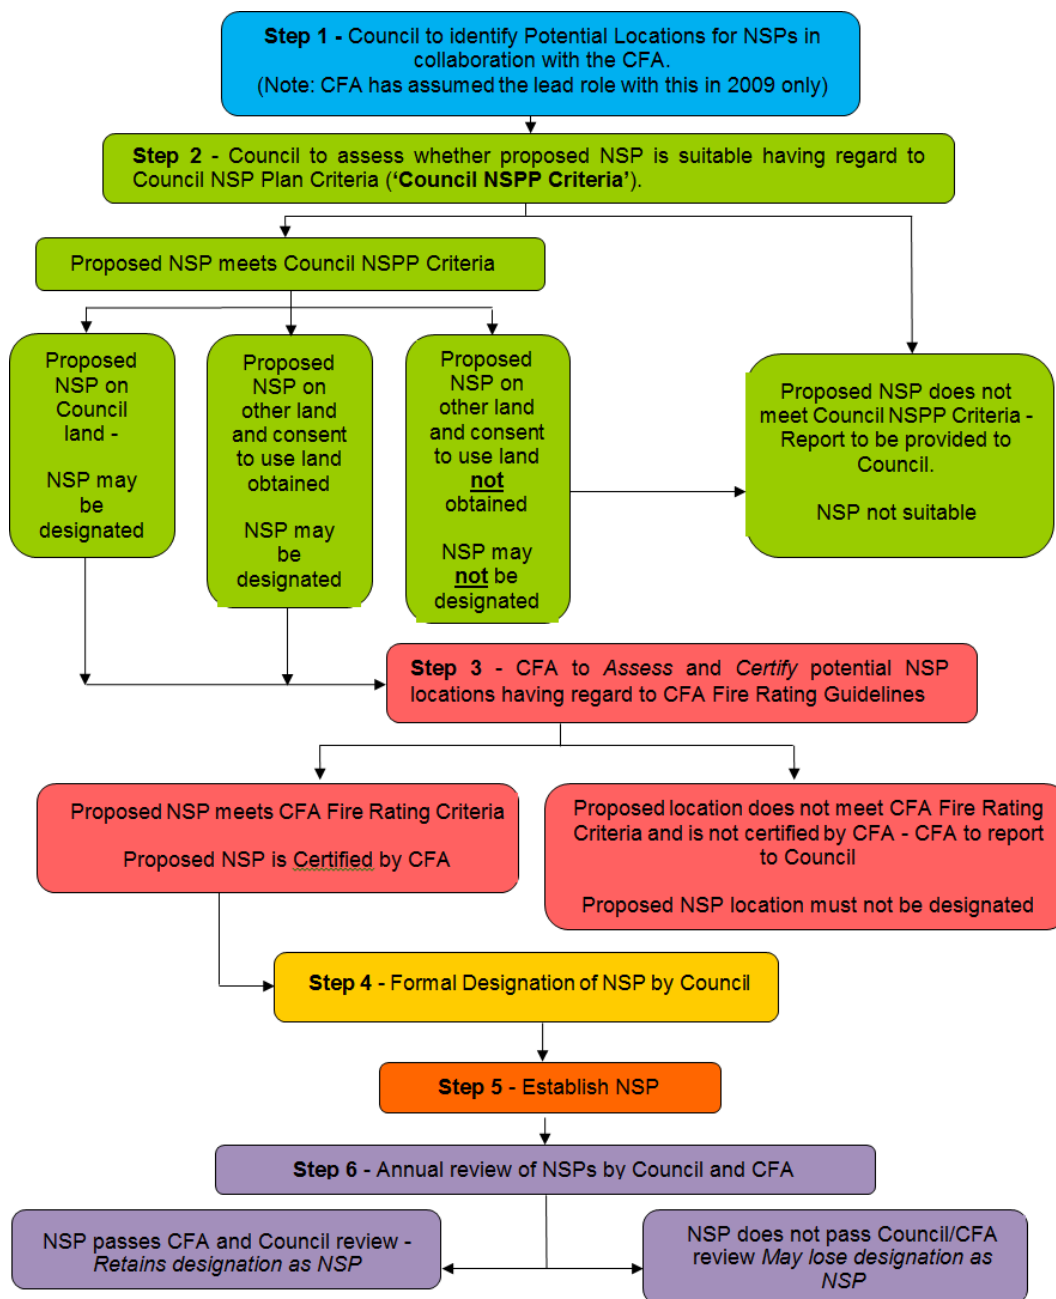 Step 1 - Council to identify Potential Locations for NSPs in
collaboration with the CFA.
(Note: CFA has assumed the lead role with this in 2009 only)
Step 2 - Council to assess whether proposed NSP is suitable having regard to
Council NSP Plan Criteria (‘Council NSPP Criteria’).
Proposed NSP meets Council NSPP Criteria
Proposed
NSP on
Council
land -
NSP may
be
designated
Proposed
NSP on
other land
and consent
to use land
obtained
NSP may
be
designated
Proposed
NSP on
other land
and consent
to use land
not
obtained
NSP may
not be
designated
Proposed NSP does not
meet Council NSPP Criteria -
Report to be provided to
Council.
NSP not suitable
Step 3 - CFA to Assess and Certify potential NSP
locations having regard to CFA Fire Rating Guidelines
Proposed NSP meets CFA Fire Rating Criteria
Proposed NSP is Certified by CFA
Proposed location does not meet CFA Fire Rating
Criteria and is not certified by CFA - CFA to report
to Council
Proposed NSP location must not be designated
Step 4 - Formal Designation of NSP by Council
Step 5 - Establish NSP
Step 6 - Annual review of NSPs by Council and CFA
NSP passes CFA and Council review -
Retains designation as NSP
NSP does not pass Council/CFA
review May lose designation as
NSP